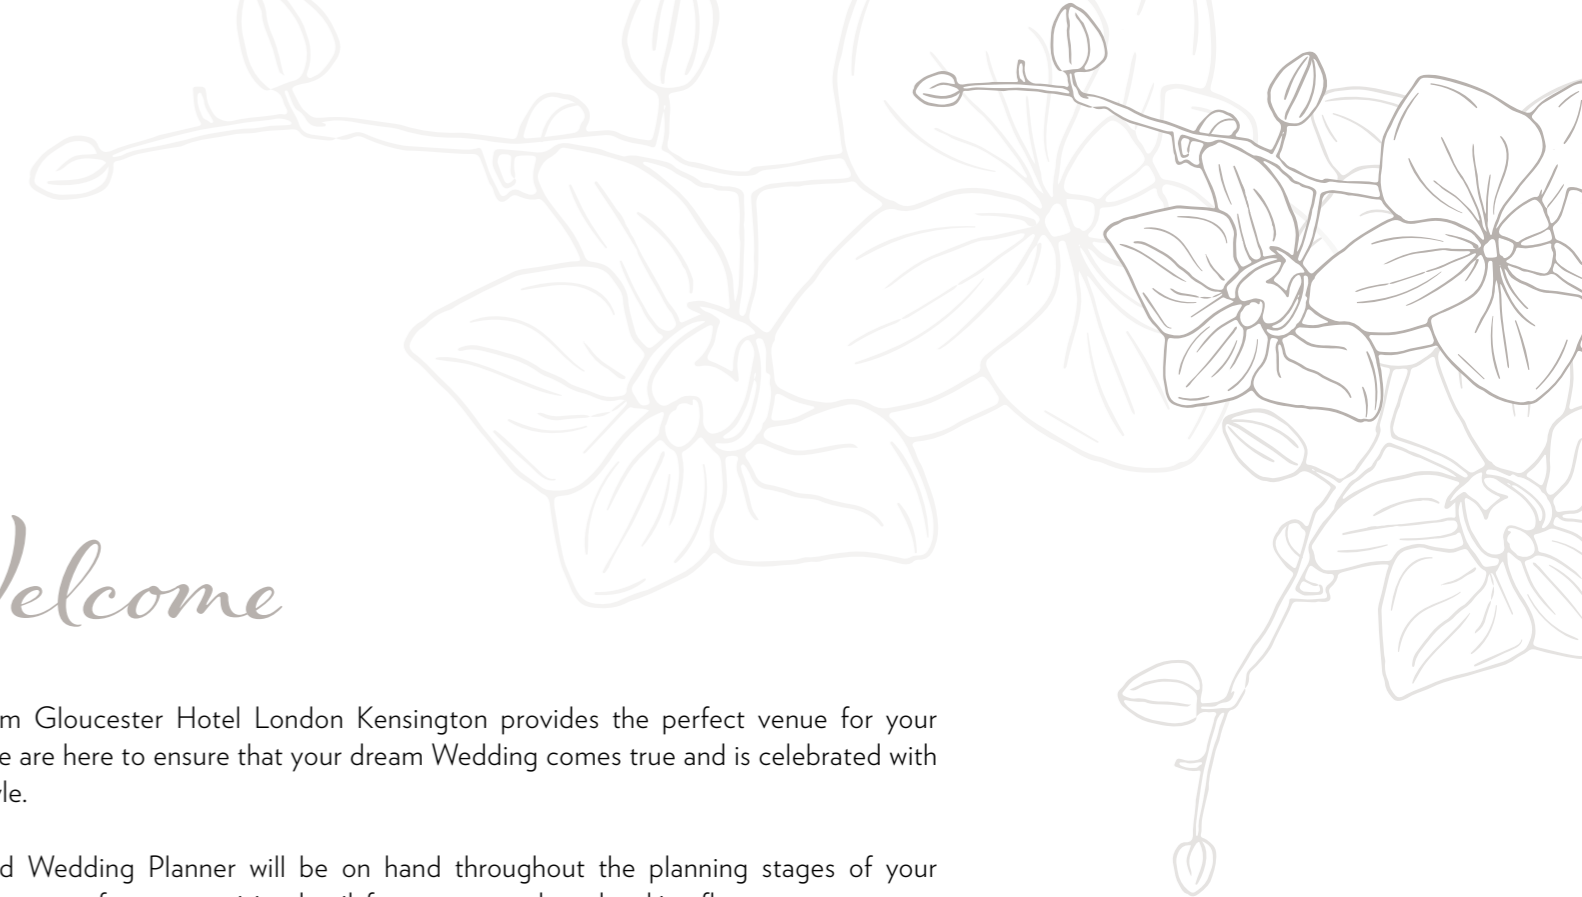 Welcome
m Gloucester Hotel London Kensington provides the perfect venue for your
e are here to ensure that your dream Wedding comes true and is celebrated with
le.
d Wedding Planner will be on hand throughout the planning stages of your